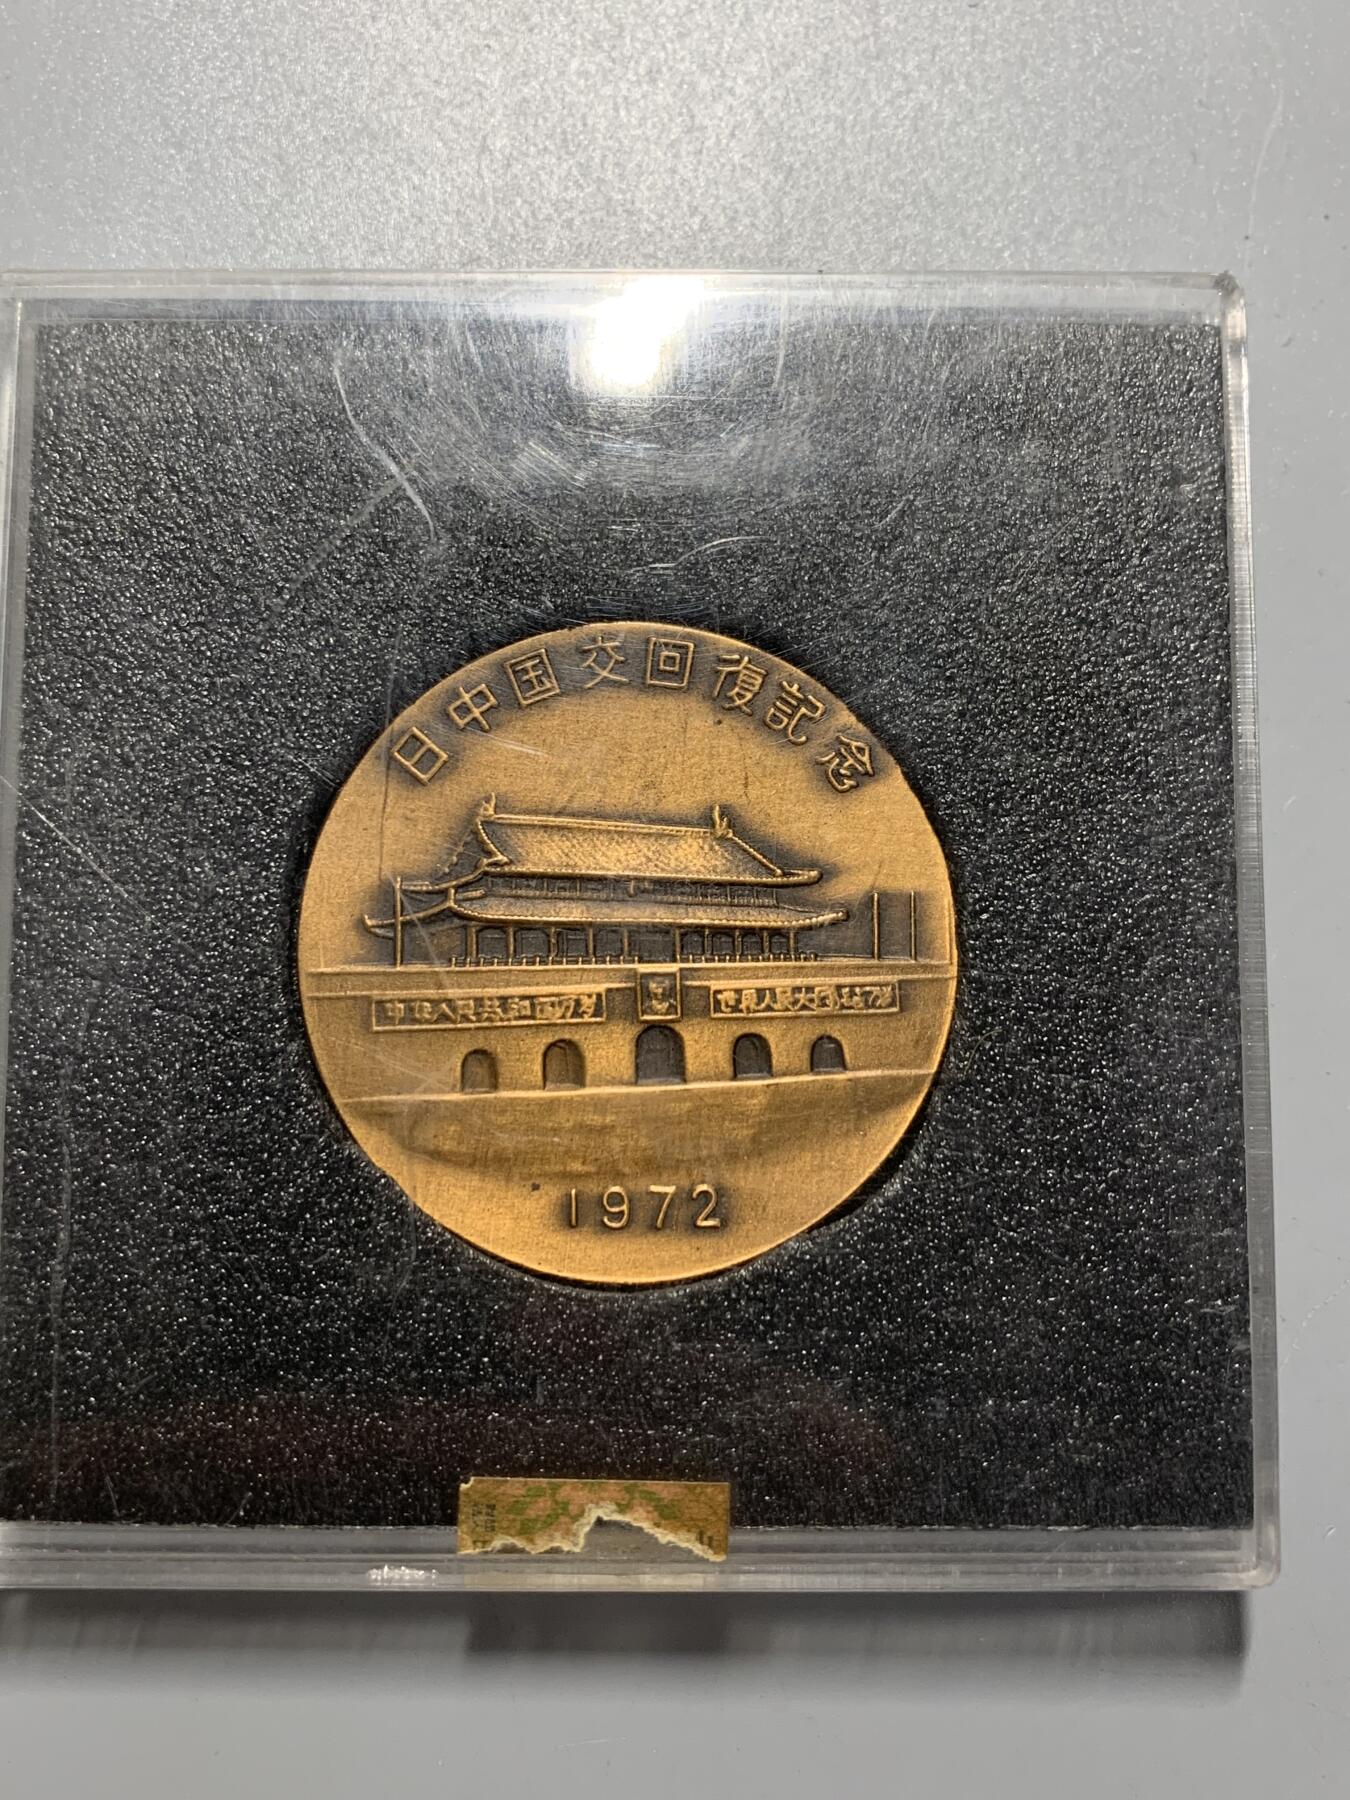 日中国交回復記念
中华人民共和国万岁
世界人民大团结万岁
1972